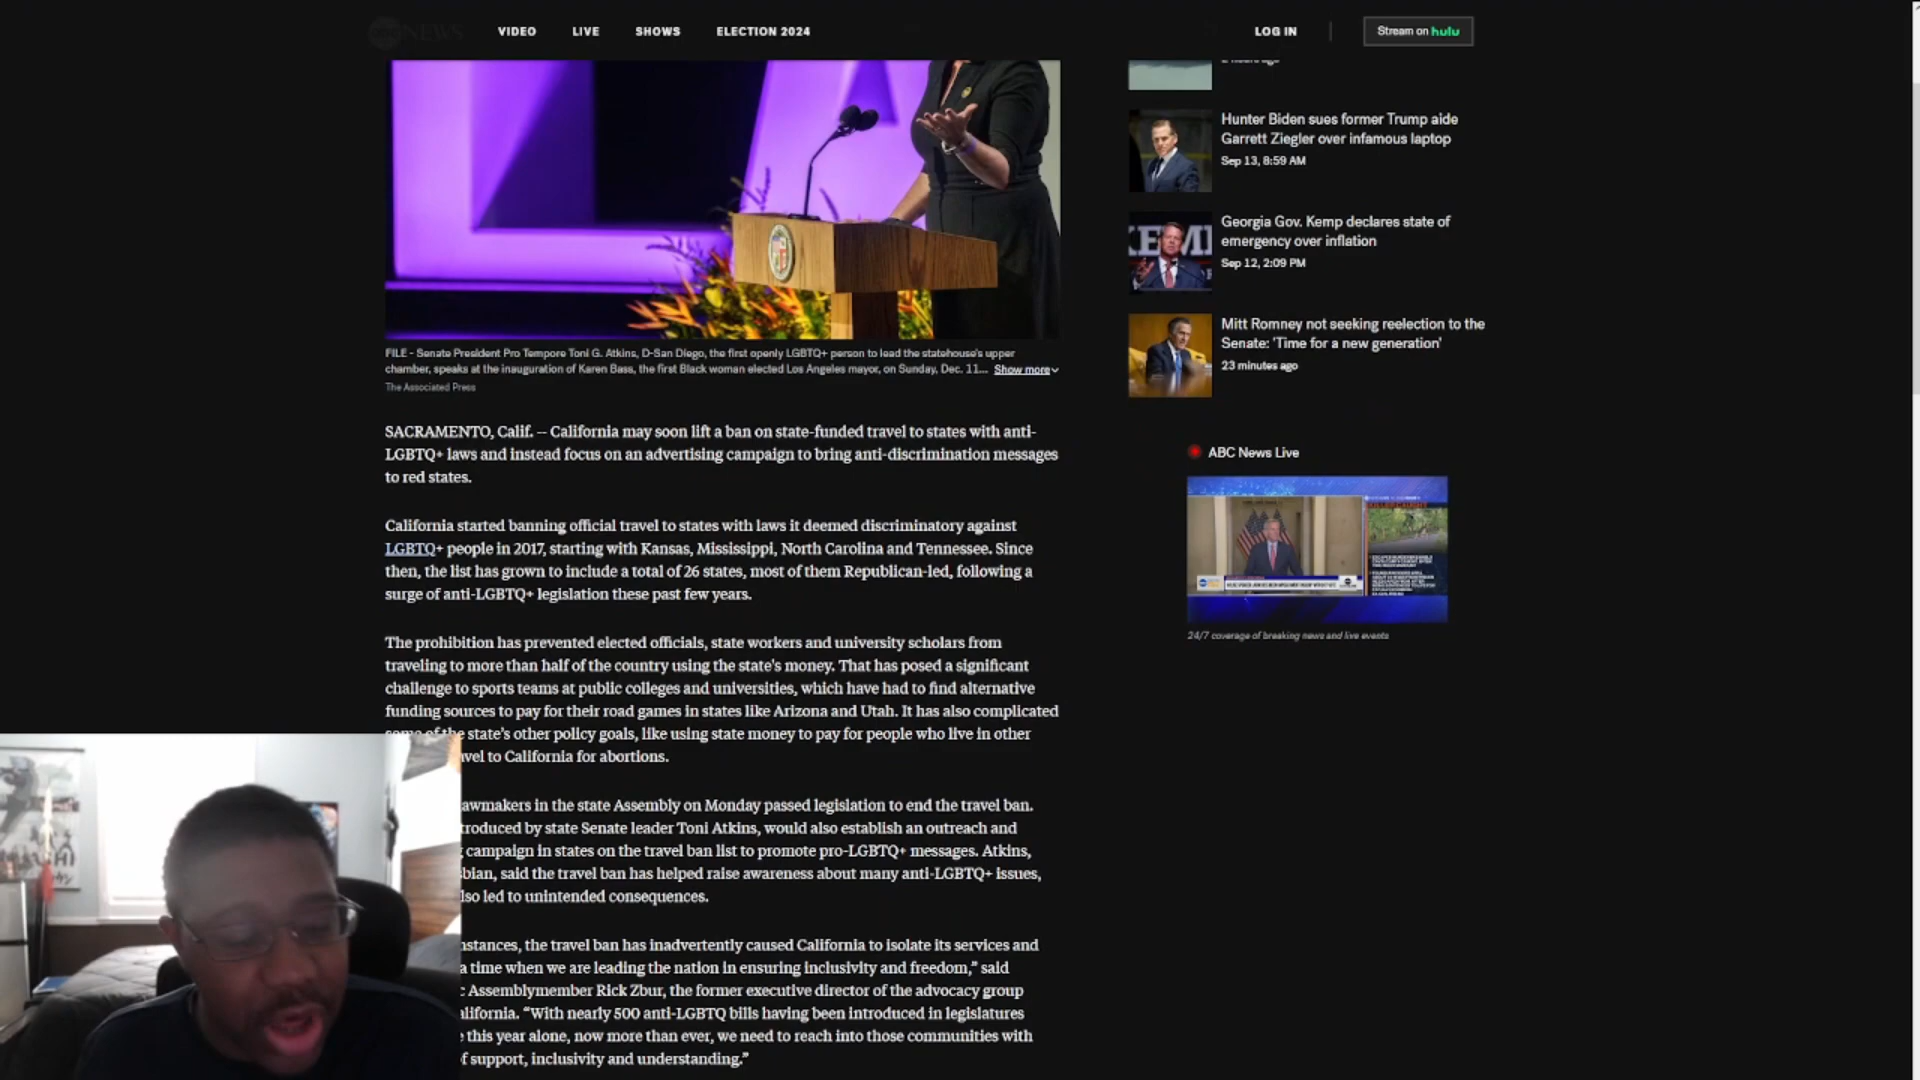 NEWS
VIDEO
LIVE
SHOWS
ELECTION 2024
LOG IN
Stream on hulu
FILE - Senate President Pro Tempore Toni G. Atkins, D-San Diego, the first openly LGBTQ+ person to lead the statehouse's upper
chamber, speaks at the inauguration of Karen Bass, the first Black woman elected Los Angeles mayor, on Sunday, Dec. 11... Show more
The Associated Press
SACRAMENTO, Calif. -- California may soon lift a ban on state-funded travel to states with anti-
LGBTQ+ laws and instead focus on an advertising campaign to bring anti-discrimination messages
to red states.
California started banning official travel to states with laws it deemed discriminatory against
LGBTQ+ people in 2017, starting with Kansas, Mississippi, North Carolina and Tennessee. Since
then, the list has grown to include a total of 26 states, most of them Republican-led, following a
surge of anti-LGBTQ+ legislation these past few years.
The prohibition has prevented elected officials, state workers and university scholars from
traveling to more than half of the country using the state's money. That has posed a significant
challenge to sports teams at public colleges and universities, which have had to find alternative
funding sources to pay for their road games in states like Arizona and Utah. It has also complicated
some of the state's other policy goals, like using state money to pay for people who live in other
vel to California for abortions.
awmakers in the state Assembly on Monday passed legislation to end the travel ban.
troduced by state Senate leader Toni Atkins, would also establish an outreach and
campaign in states on the travel ban list to promote pro-LGBTQ+ messages. Atkins,
bian, said the travel ban has helped raise awareness about many anti-LGBTQ+ issues,
lso led to unintended consequences.
nstances, the travel ban has inadvertently caused California to isolate its services and
a time when we are leading the nation in ensuring inclusivity and freedom,” said
c Assemblymember Rick Zbur, the former executive director of the advocacy group
alifornia. “With nearly 500 anti-LGBTQ bills having been introduced in legislatures
e this year alone, now more than ever, we need to reach into those communities with
f support, inclusivity and understanding.”
Hunter Biden sues former Trump aide
Garrett Ziegler over infamous laptop
Sep 13, 8:59 AM
KEMP
Georgia Gov. Kemp declares state of
emergency over inflation
Sep 12, 2:09 PM
Mitt Romney not seeking reelection to the
Senate: 'Time for a new generation'
23 minutes ago
ABC News Live
24/7 coverage of breaking news and live events